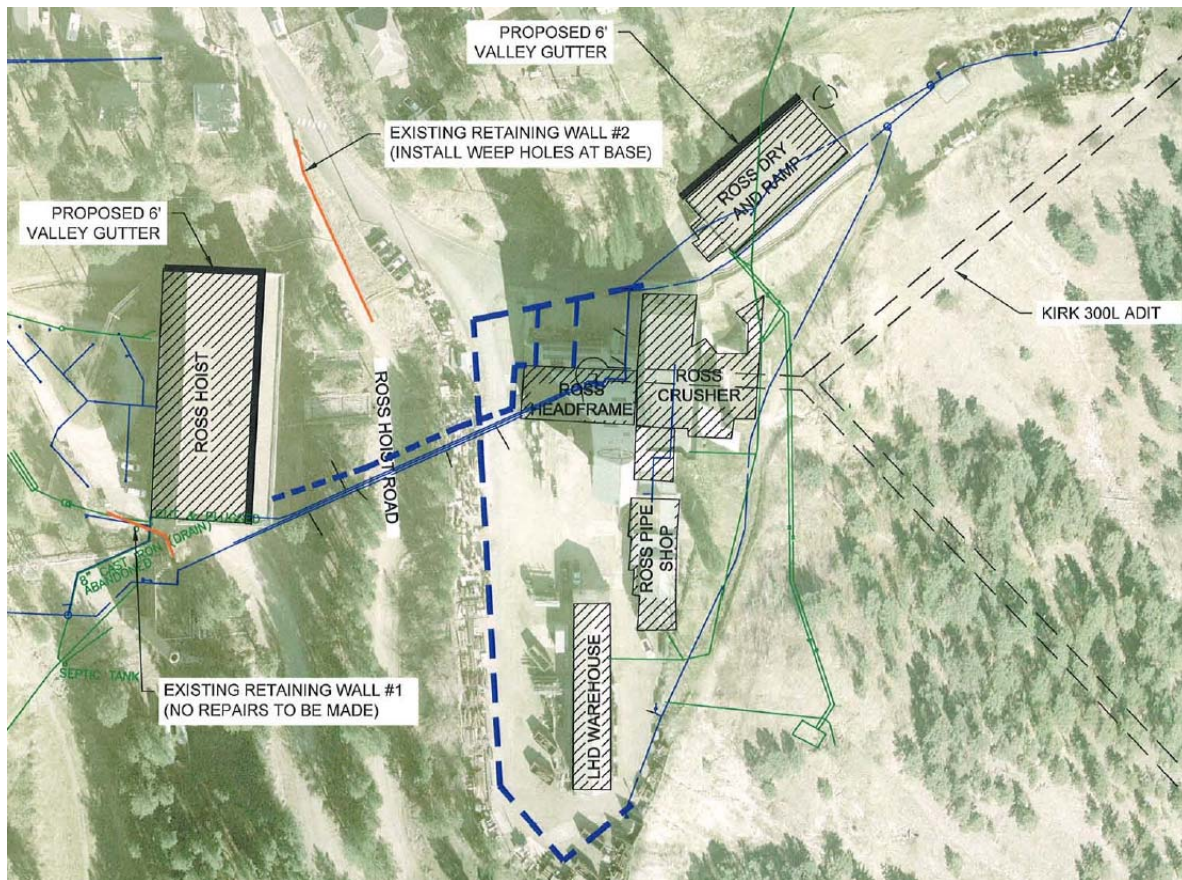 PROPOSED 6'
VALLEY GUTTER
EXISTING RETAINING WALL #2
(INSTALL WEEP HOLES AT BASE)
ROSS DRY
AND RAMP
PROPOSED 6'
VALLEY GUTTER
KIRK 300L ADIT
ROSS HOIST
ROSS HOIST ROAD
ROSS
HEADFRAME
ROSS
CRUSHER
ROSS PIPE
SHOP
8" CAST IRON (DRAIN)
ABANDONED
SEPTIC TANK
EXISTING RETAINING WALL #1
(NO REPAIRS TO BE MADE)
LHD WAREHOUSE